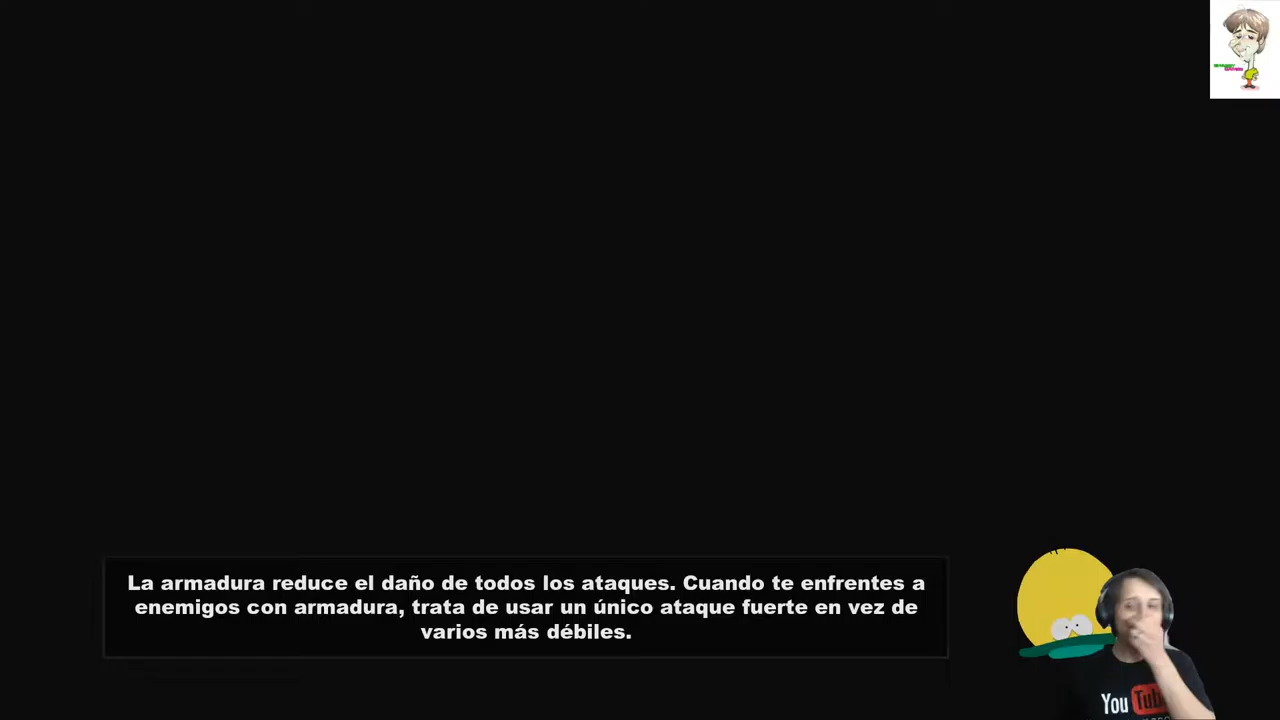 La armadura reduce el daño de todos los ataques. Cuando te enfrentes a
enemigos con armadura, trata de usar un único ataque fuerte en vez de
varios más débiles.
You Tube